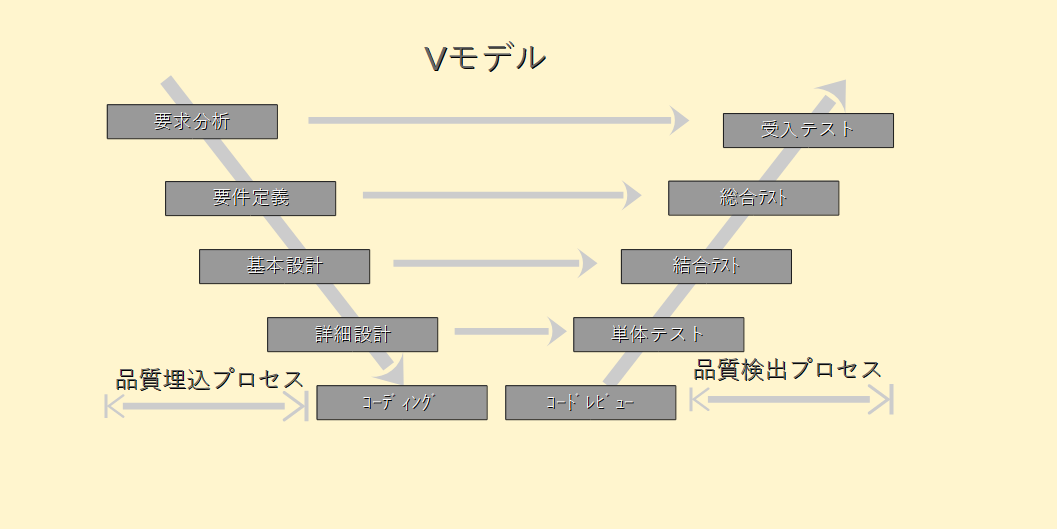 Vモデル
要求分析
受入テスト
要件定義
総合ﾃｽﾄ
基本設計
結合ﾃｽﾄ
詳細設計
単体テスト
品質埋込プロセス
品質検出プロセス
ｺｰﾃﾞｨﾝｸﾞ
ｺｰﾄﾞﾚﾋﾞｭｰ